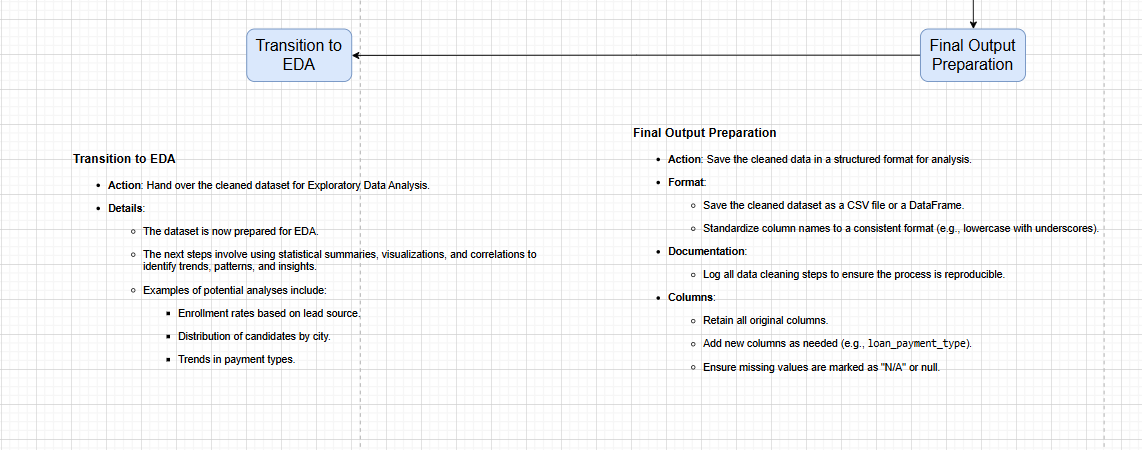 Transition to
EDA
Final Output
Preparation
Transition to EDA
• Action: Hand over the cleaned dataset for Exploratory Data Analysis.
• Details:
◦ The dataset is now prepared for EDA.
◦ The next steps involve using statistical summaries, visualizations, and correlations to
identify trends, patterns, and insights.
◦ Examples of potential analyses include:
▪ Enrollment rates based on lead source.
▪ Distribution of candidates by city.
▪ Trends in payment types.
Final Output Preparation
• Action: Save the cleaned data in a structured format for analysis.
• Format:
◦ Save the cleaned dataset as a CSV file or a DataFrame.
◦ Standardize column names to a consistent format (e.g., lowercase with underscores).
• Documentation:
◦ Log all data cleaning steps to ensure the process is reproducible.
• Columns:
◦ Retain all original columns.
◦ Add new columns as needed (e.g., loan_payment_type).
◦ Ensure missing values are marked as "N/A" or null.